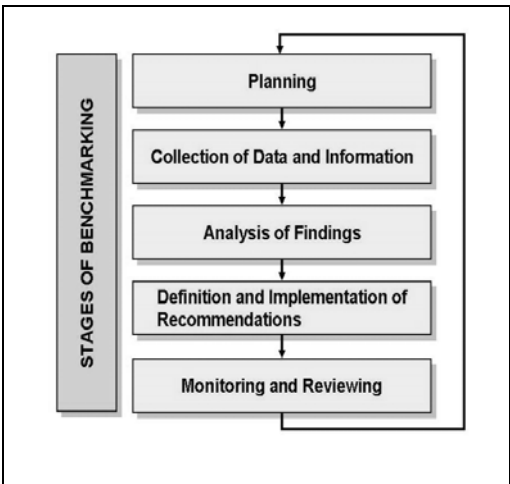 STAGES OF BENCHMARKING
Planning
Collection of Data and Information
Analysis of Findings
Definition and Implementation of
Recommendations
Monitoring and Reviewing